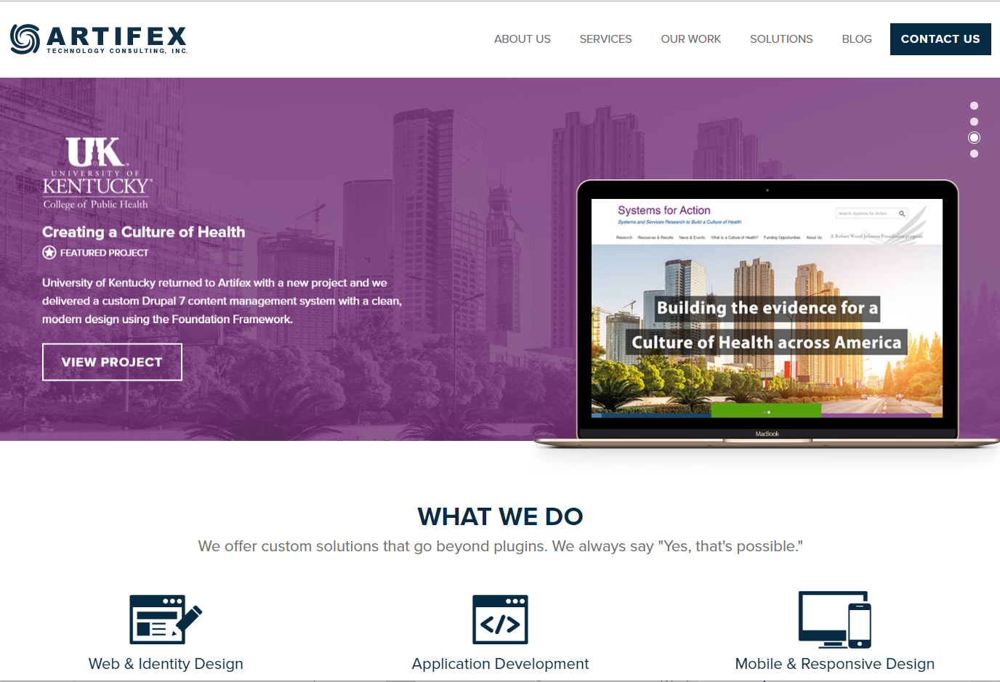 ARTIFEX
TECHNOLOGY CONSULTING, INC.
ABOUT US
SERVICES
OUR WORK
SOLUTIONS
BLOG
CONTACT US
UK
UNIVERSITY OF
KENTUCKY®
College of Public Health
Creating a Culture of Health
FEATURED PROJECT
University of Kentucky returned to Artifex with a new project and we
delivered a custom Drupal 7 content management system with a clean,
modern design using the Foundation Framework.
VIEW PROJECT
Systems for Action
Systems and Services Research to Build a Culture of Health
Search Systems for Action...
Research
Resources & Results
News & Events
What is a Culture of Health?
Funding Opportunities
About Us
A Robert Wood Johnson Foundation program
Building the evidence for a
Culture of Health across America
MacBook
WHAT WE DO
We offer custom solutions that go beyond plugins. We always say "Yes, that's possible."
</>
Web & Identity Design
Application Development
Mobile & Responsive Design